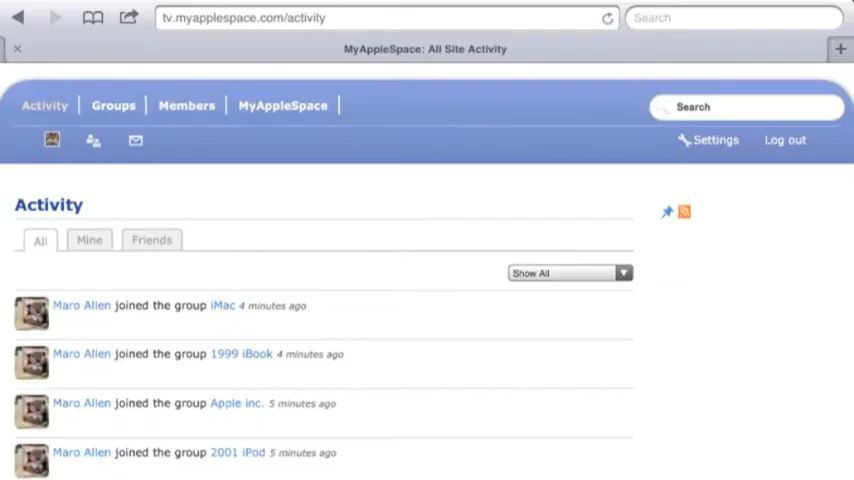 tv.myapplespace.com/activity
Search
MyAppleSpace: All Site Activity
Activity
Groups
Members
MyAppleSpace
Search
Settings
Log out
Activity
All
Mine
Friends
Show All
Maro Allen joined the group iMac 4 minutes ago
Maro Allen joined the group 1999 iBook 4 minutes ago
Maro Allen joined the group Apple inc. 5 minutes ago
Maro Allen joined the group 2001 iPod 5 minutes ago